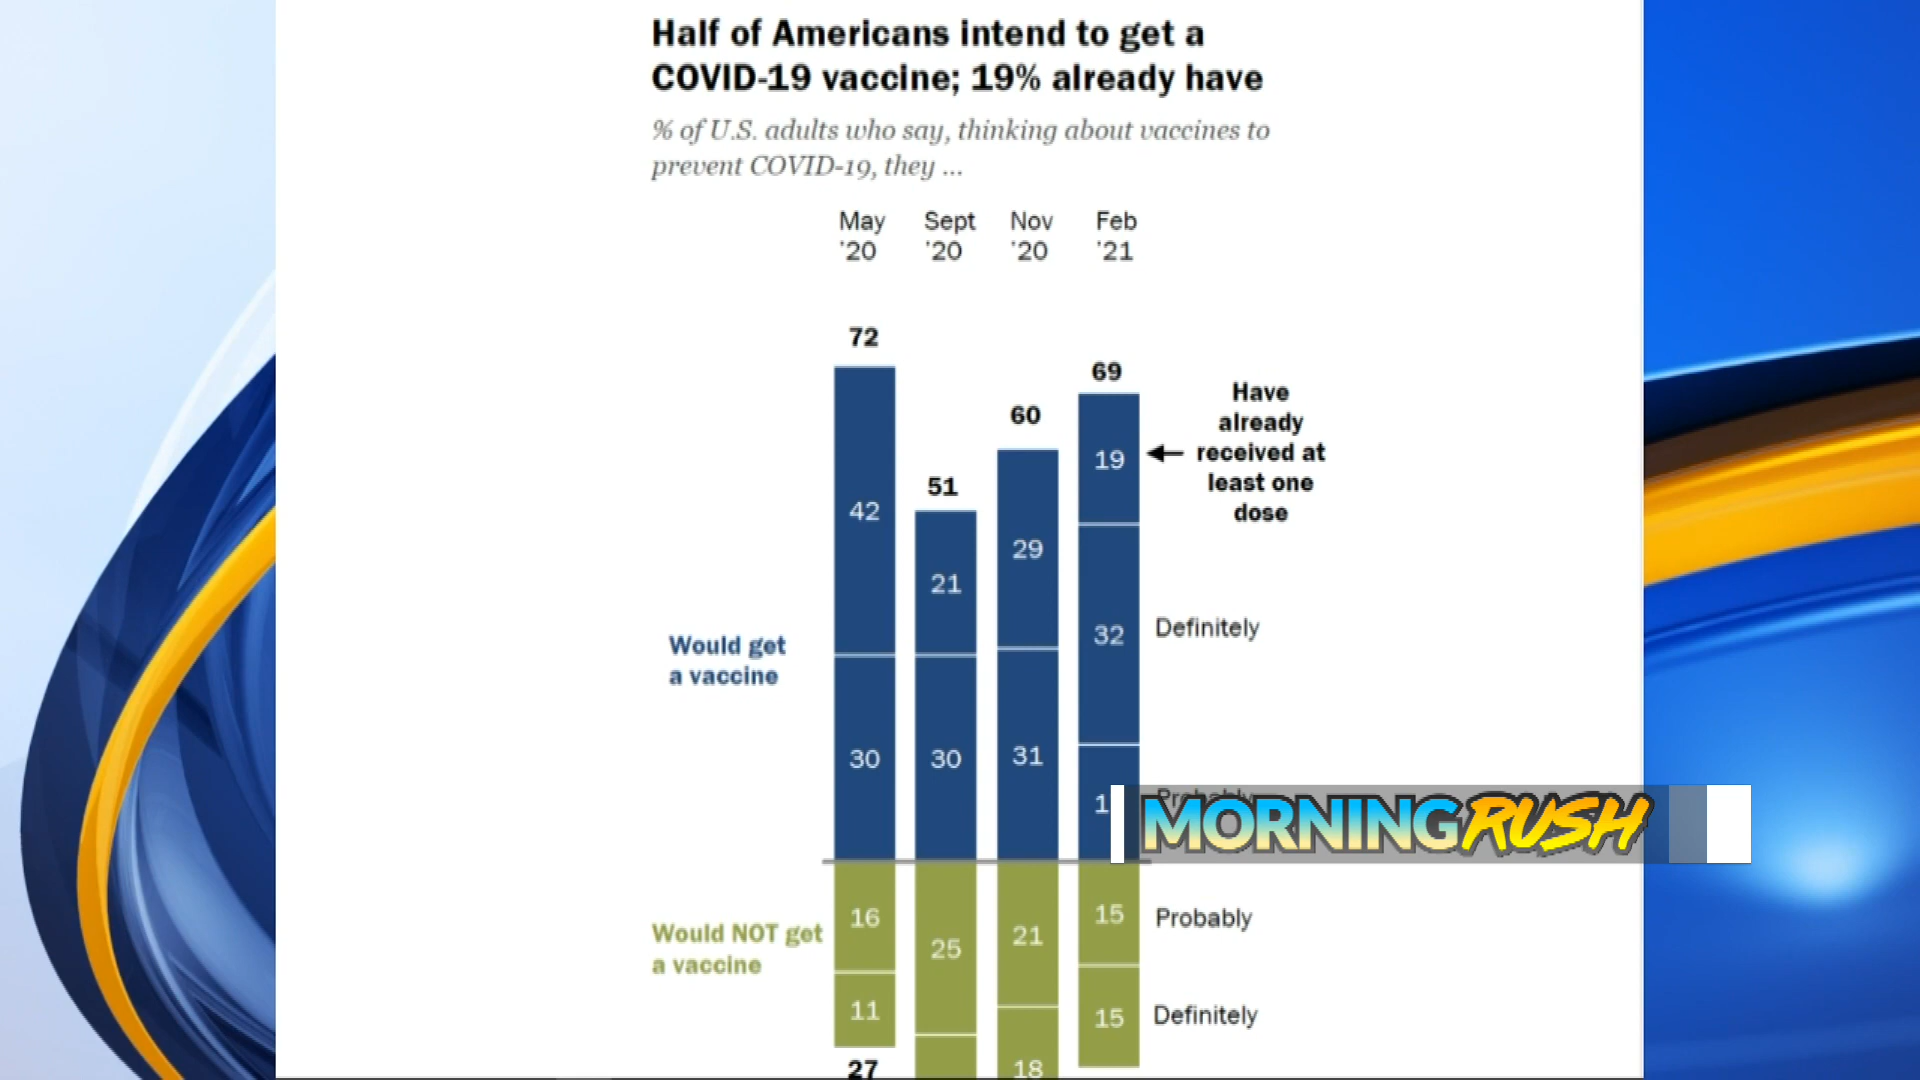 Half of Americans intend to get a
COVID-19 vaccine; 19% already have
% of U.S. adults who say, thinking about vaccines to
prevent COVID-19, they ...
May Sept Nov Feb
'20 '20 '20 '21
72
69
60
51
Have
already
received at
least one
dose
19
42
29
21
32
Definitely
Would get
a vaccine
30
30
31
Probably
MORNING RUSH
Would NOT get
a vaccine
16
25
21
15
Probably
11
15
Definitely
27
18